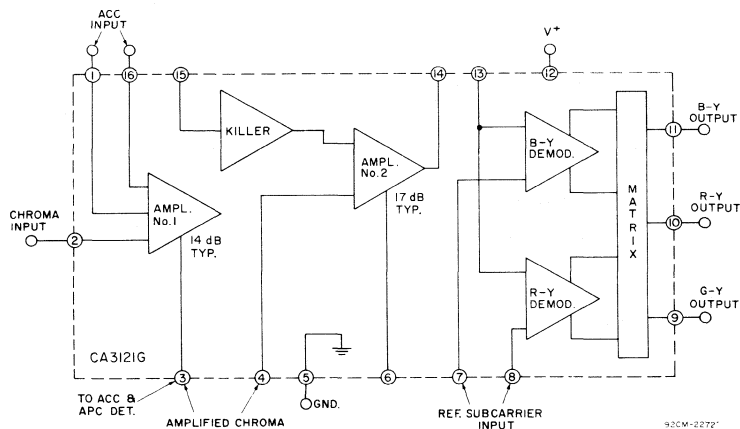 ACC
INPUT
V+
1
16
15
14
13
12
KILLER
AMPL.
No.2
17 dB
TYP.
B-Y
DEMOD.
B-Y
OUTPUT
11
AMPL.
No.1
14 dB
TYP.
CHROMA
INPUT
2
MATRIX
R-Y
OUTPUT
10
R-Y
DEMOD.
G-Y
OUTPUT
9
CA3121G
3
4
5
6
7
8
TO ACC &
APC DET.
AMPLIFIED CHROMA
GND.
REF. SUBCARRIER
INPUT
92CM-2272